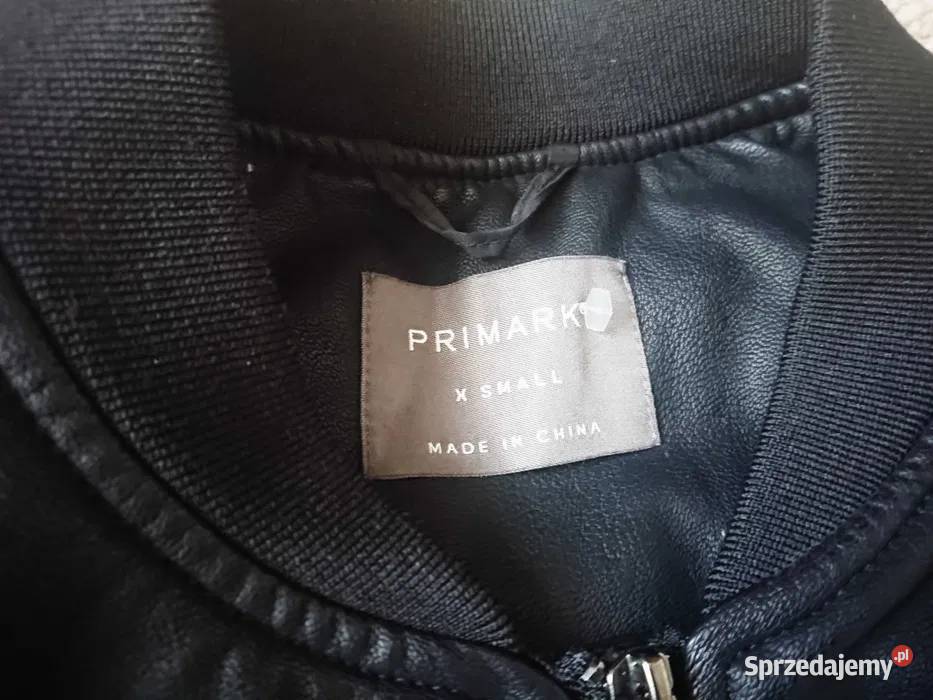 PRIMARK
X SMALL
MADE IN CHINA
Sprzedajemy.pl